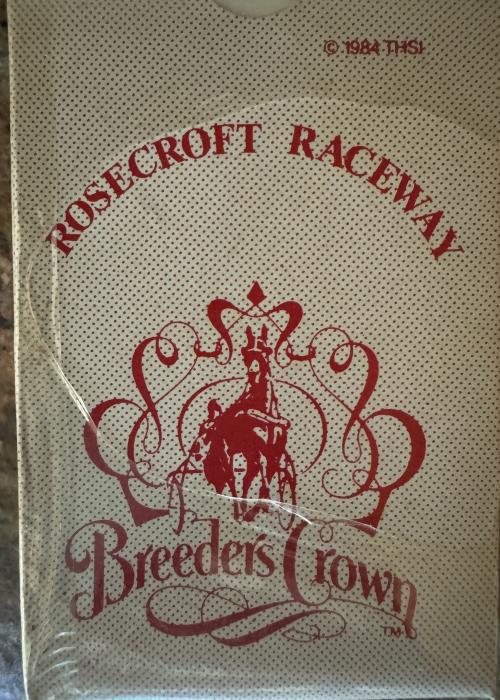 © 1984 THSI
ROSECROFT RACEWAY
Breeders Crown
TM